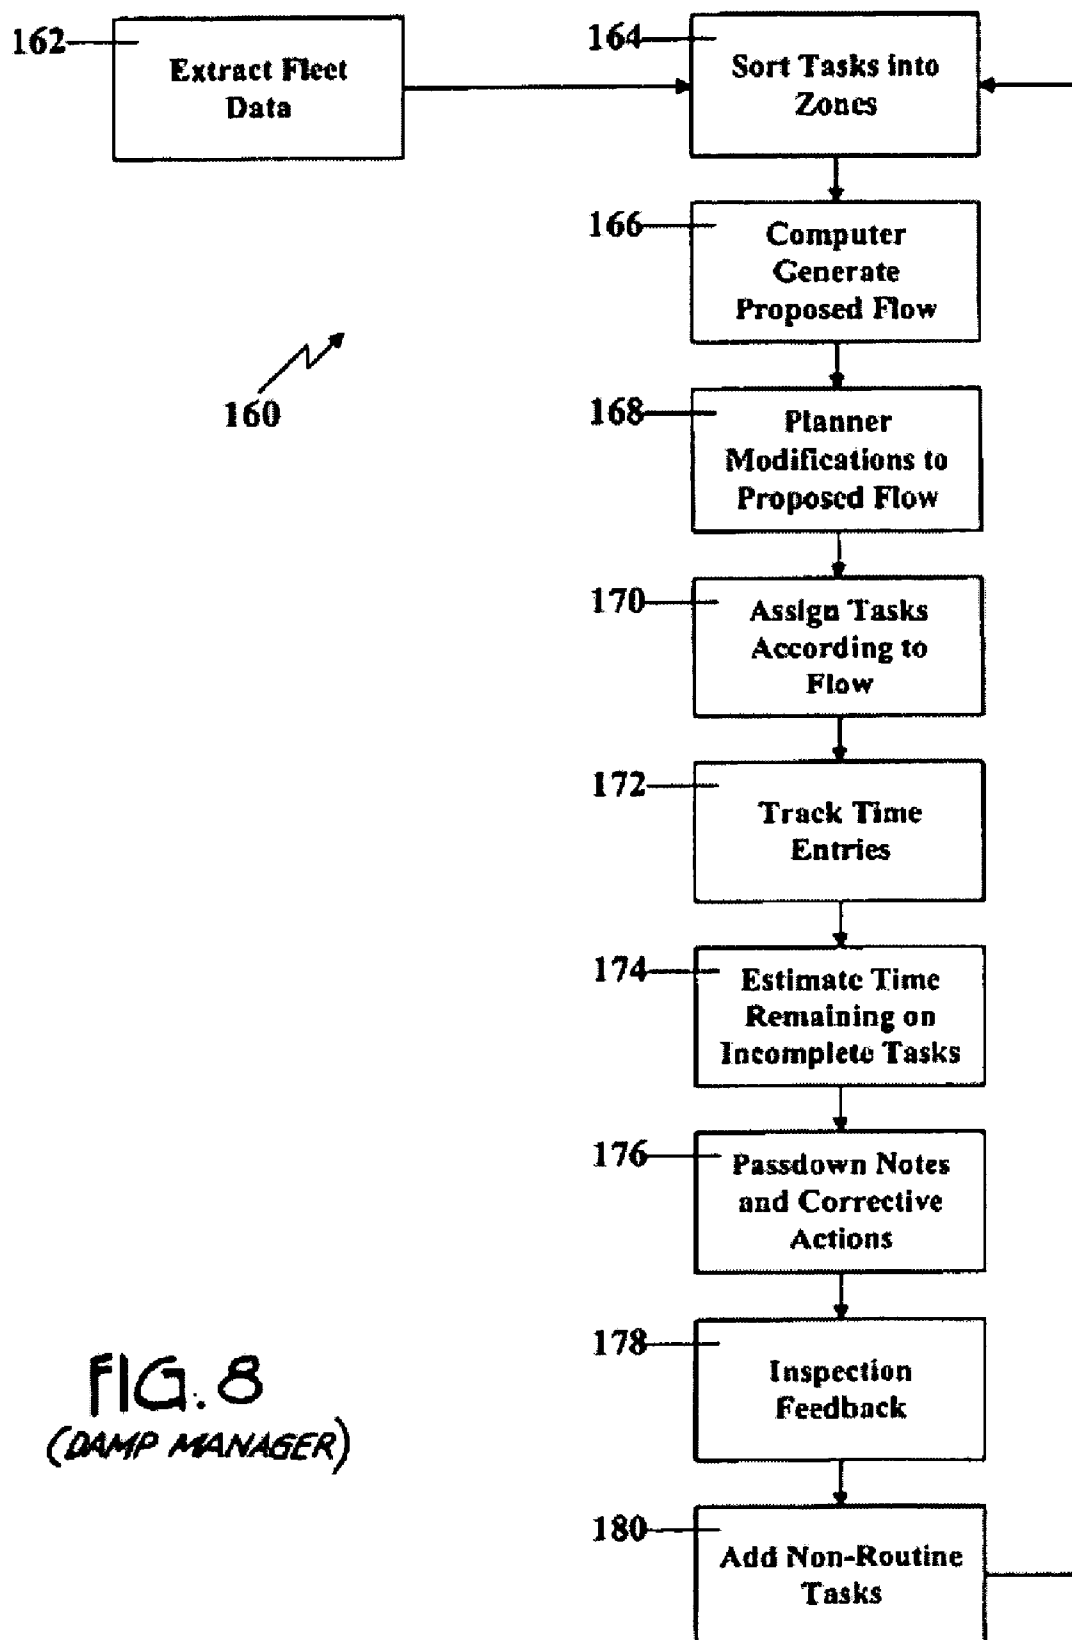 162
Extract Fleet
Data
164
Sort Tasks into
Zones
166
Computer
Generate
Proposed Flow
160
168
Planner
Modifications to
Proposed Flow
170
Assign Tasks
According to
Flow
172
Track Time
Entries
174
Estimate Time
Remaining on
Incomplete Tasks
176
Passdown Notes
and Corrective
Actions
178
Inspection
Feedback
FIG. 8
(DAMP MANAGER)
180
Add Non-Routine
Tasks